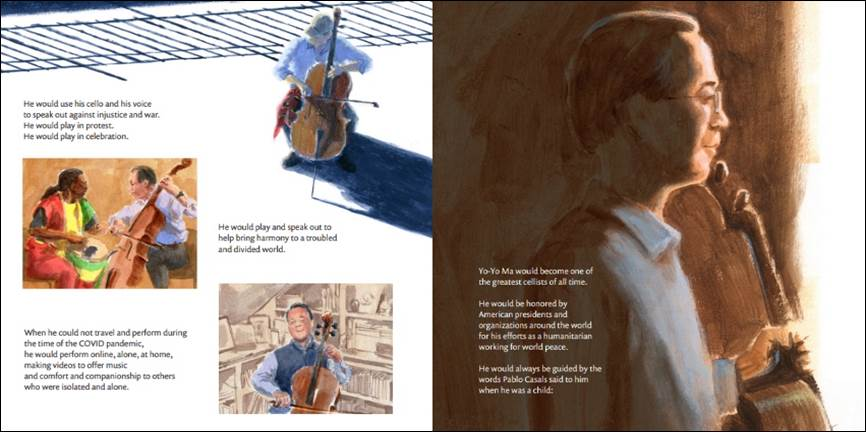 He would use his cello and his voice
to speak out against injustice and war.
He would play in protest.
He would play in celebration.
He would play and speak out to
help bring harmony to a troubled
and divided world.
When he could not travel and perform during
the time of the COVID pandemic,
he would perform online, alone, at home,
making videos to offer music
and comfort and companionship to others
who were isolated and alone.
Yo-Yo Ma would become one of
the greatest cellists of all time.
He would be honored by
American presidents and
organizations around the world
for his efforts as a humanitarian
working for world peace.
He would always be guided by the
words Pablo Casals said to him
when he was a child: